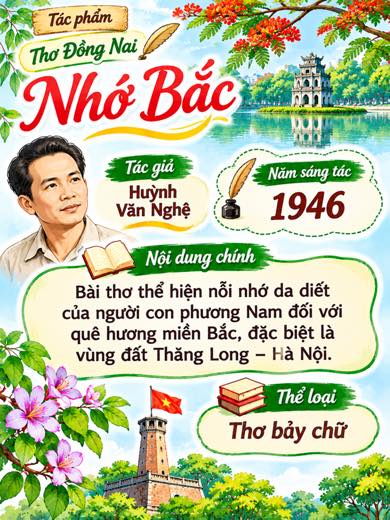 Tác phẩm
Thơ Đồng Nai
Nhớ Bắc
Tác giả
Huỳnh
Văn Nghệ
Năm sáng tác
1946
Nội dung chính
Bài thơ thể hiện nỗi nhớ da diết
của người con phương Nam đối với
quê hương miền Bắc, đặc biệt là
vùng đất Thăng Long – Hà Nội.
Thể loại
Thơ bảy chữ